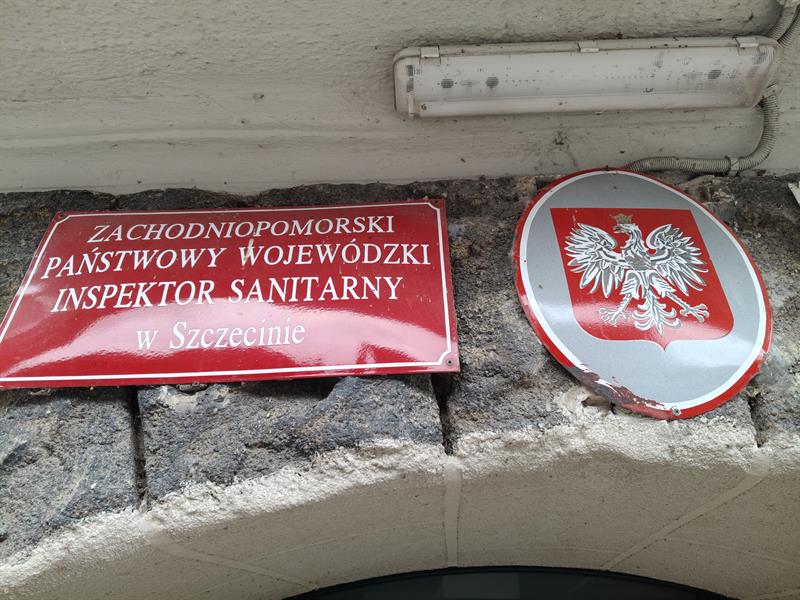 ZACHODNIOPOMORSKI
PAŃSTWOWY WOJEWÓDZKI
INSPEKTOR SANITARNY
w Szczecinie